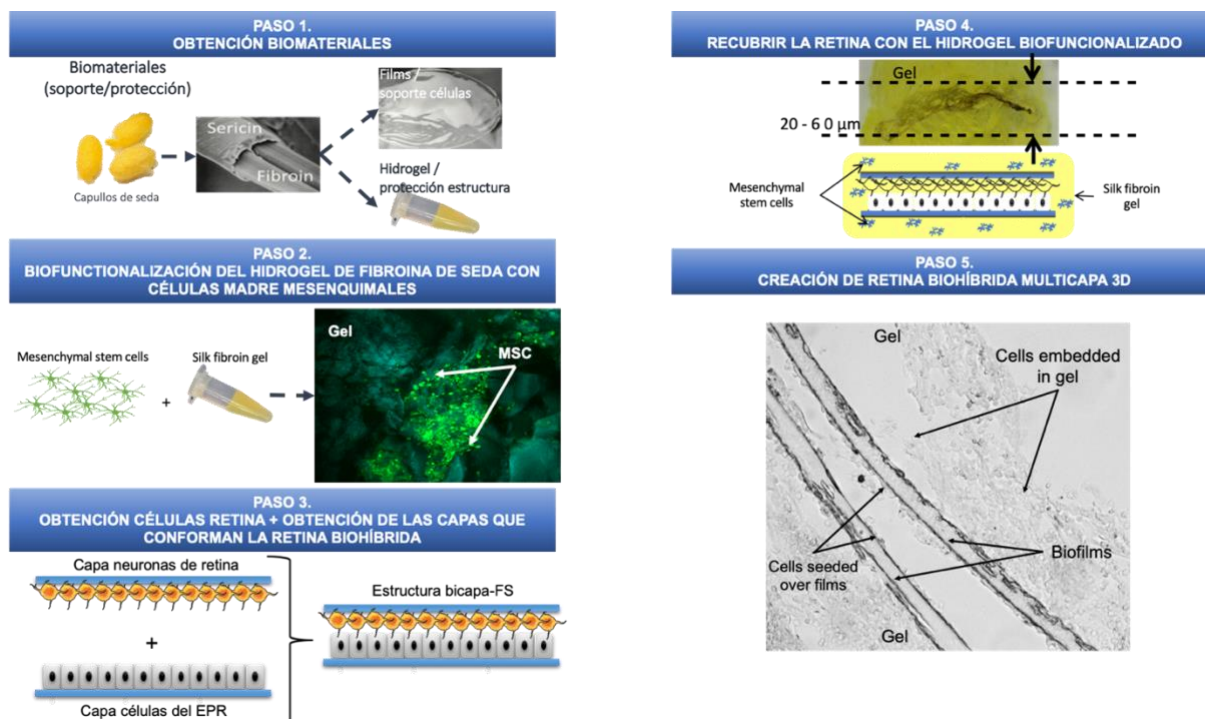 PASO 1.
OBTENCIÓN BIOMATERIALES
Biomateriales
(soporte/protección)
Capullos de seda
Sericin
Fibroin
Films /
soporte células
Hidrogel /
protección estructura
PASO 2.
BIOFUNCTIONALIZACIÓN DEL HIDROGEL DE FIBROINA DE SEDA CON
CÉLULAS MADRE MESENQUIMALES
Mesenchymal stem cells
+
Silk fibroin gel
Gel
MSC
PASO 3.
OBTENCIÓN CÉLULAS RETINA + OBTENCIÓN DE LAS CAPAS QUE
CONFORMAN LA RETINA BIOHÍBRIDA
Capa neuronas de retina
+
Capa células del EPR
Estructura bicapa-FS
PASO 4.
RECUBRIR LA RETINA CON EL HIDROGEL BIOFUNCIONALIZADO
Gel
20 - 6 0 µm
Mesenchymal
stem cells
Silk fibroin
gel
PASO 5.
CREACIÓN DE RETINA BIOHÍBRIDA MULTICAPA 3D
Gel
Cells embedded
in gel
Cells seeded
over films
Biofilms
Gel